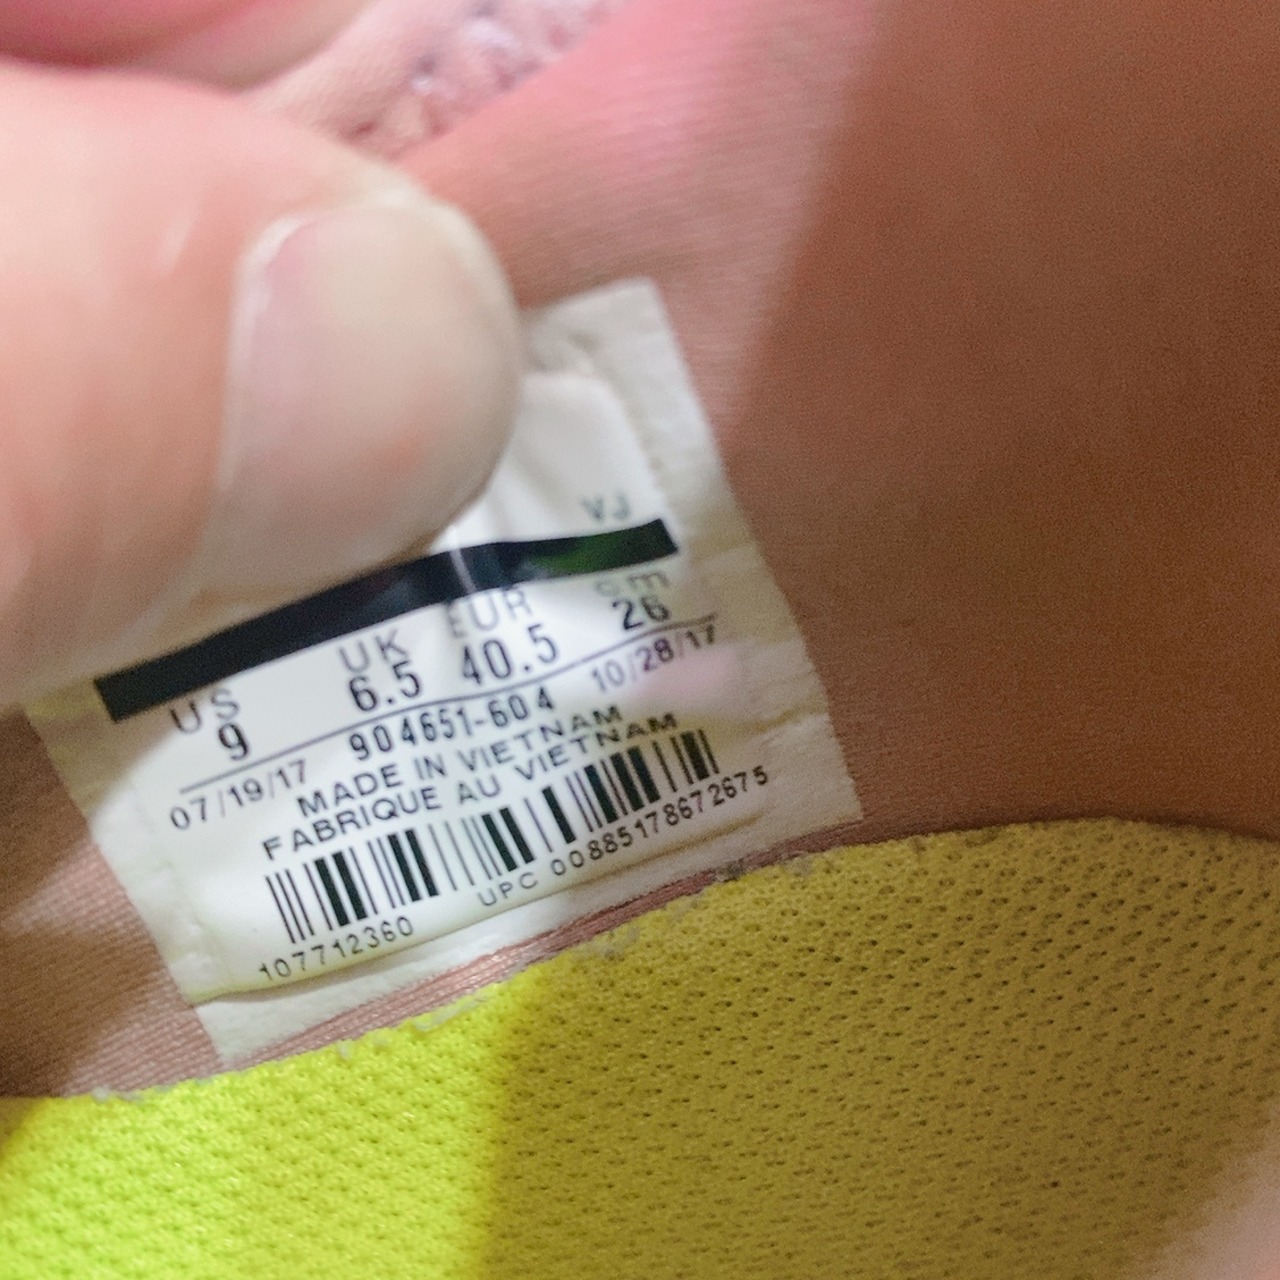 VJ
US UK EUR cm
9 6.5 40.5 26
07/19/17 904651-604 10/28/17
MADE IN VIETNAM
FABRIQUE AU VIETNAM
107712360 UPC 00885178672675